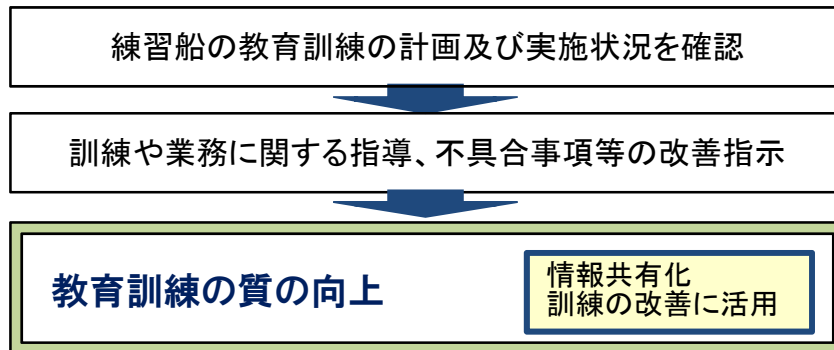 練習船の教育訓練の計画及び実施状況を確認
訓練や業務に関する指導、不具合事項等の改善指示
教育訓練の質の向上
情報共有化
訓練の改善に活用